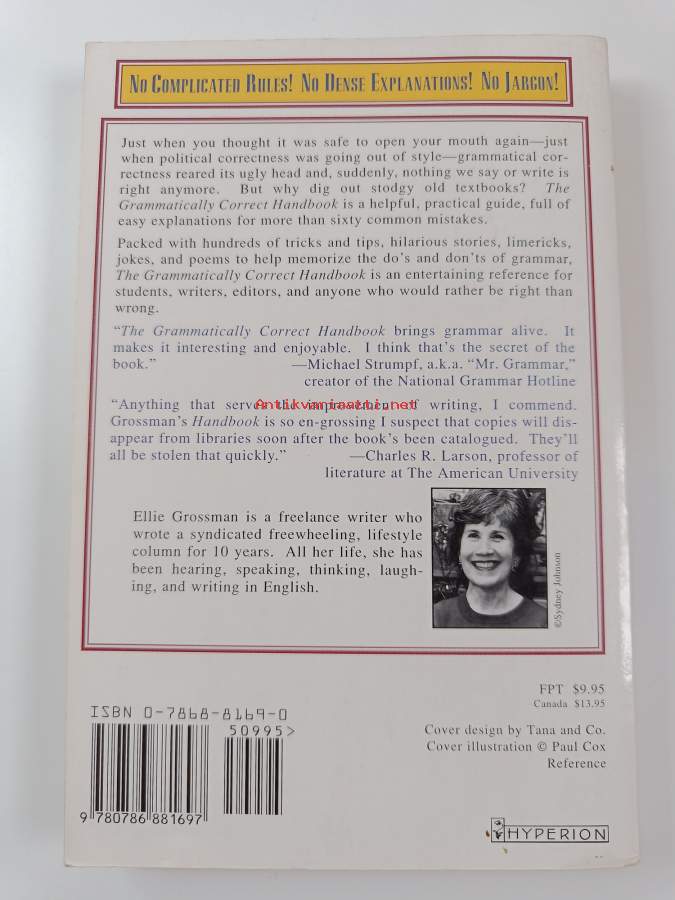 NO COMPLICATED RULES! NO DENSE EXPLANATIONS! NO JARGON!
Just when you thought it was safe to open your mouth again—just
when political correctness was going out of style—grammatical cor-
rectness reared its ugly head and, suddenly, nothing we say or write is
right anymore. But why dig out stodgy old textbooks? The
Grammatically Correct Handbook is a helpful, practical guide, full of
easy explanations for more than sixty common mistakes.
Packed with hundreds of tricks and tips, hilarious stories, limericks,
jokes, and poems to help memorize the do's and don'ts of grammar,
The Grammatically Correct Handbook is an entertaining reference for
students, writers, editors, and anyone who would rather be right than
wrong.
“The Grammatically Correct Handbook brings grammar alive. It
makes it interesting and enjoyable. I think that's the secret of the
book.” —Michael Strumpf, a.k.a. “Mr. Grammar,”
creator of the National Grammar Hotline
“Anything that serves the improvement of writing, I commend.
Antikvariaatti.net
Grossman's Handbook is so en-grossing I suspect that copies will dis-
appear from libraries soon after the book's been catalogued. They'll
all be stolen that quickly.” —Charles R. Larson, professor of
literature at The American University
Ellie Grossman is a freelance writer who
wrote a syndicated freewheeling, lifestyle
column for 10 years. All her life, she has
been hearing, speaking, thinking, laugh-
ing, and writing in English.
©/Sydney Johnson
FPT $9.95
Canada $13.95
ISBN 0-7868-8169-0
50995>
9 780786 881697
Cover design by Tana and Co.
Cover illustration © Paul Cox
Reference
HYPERION